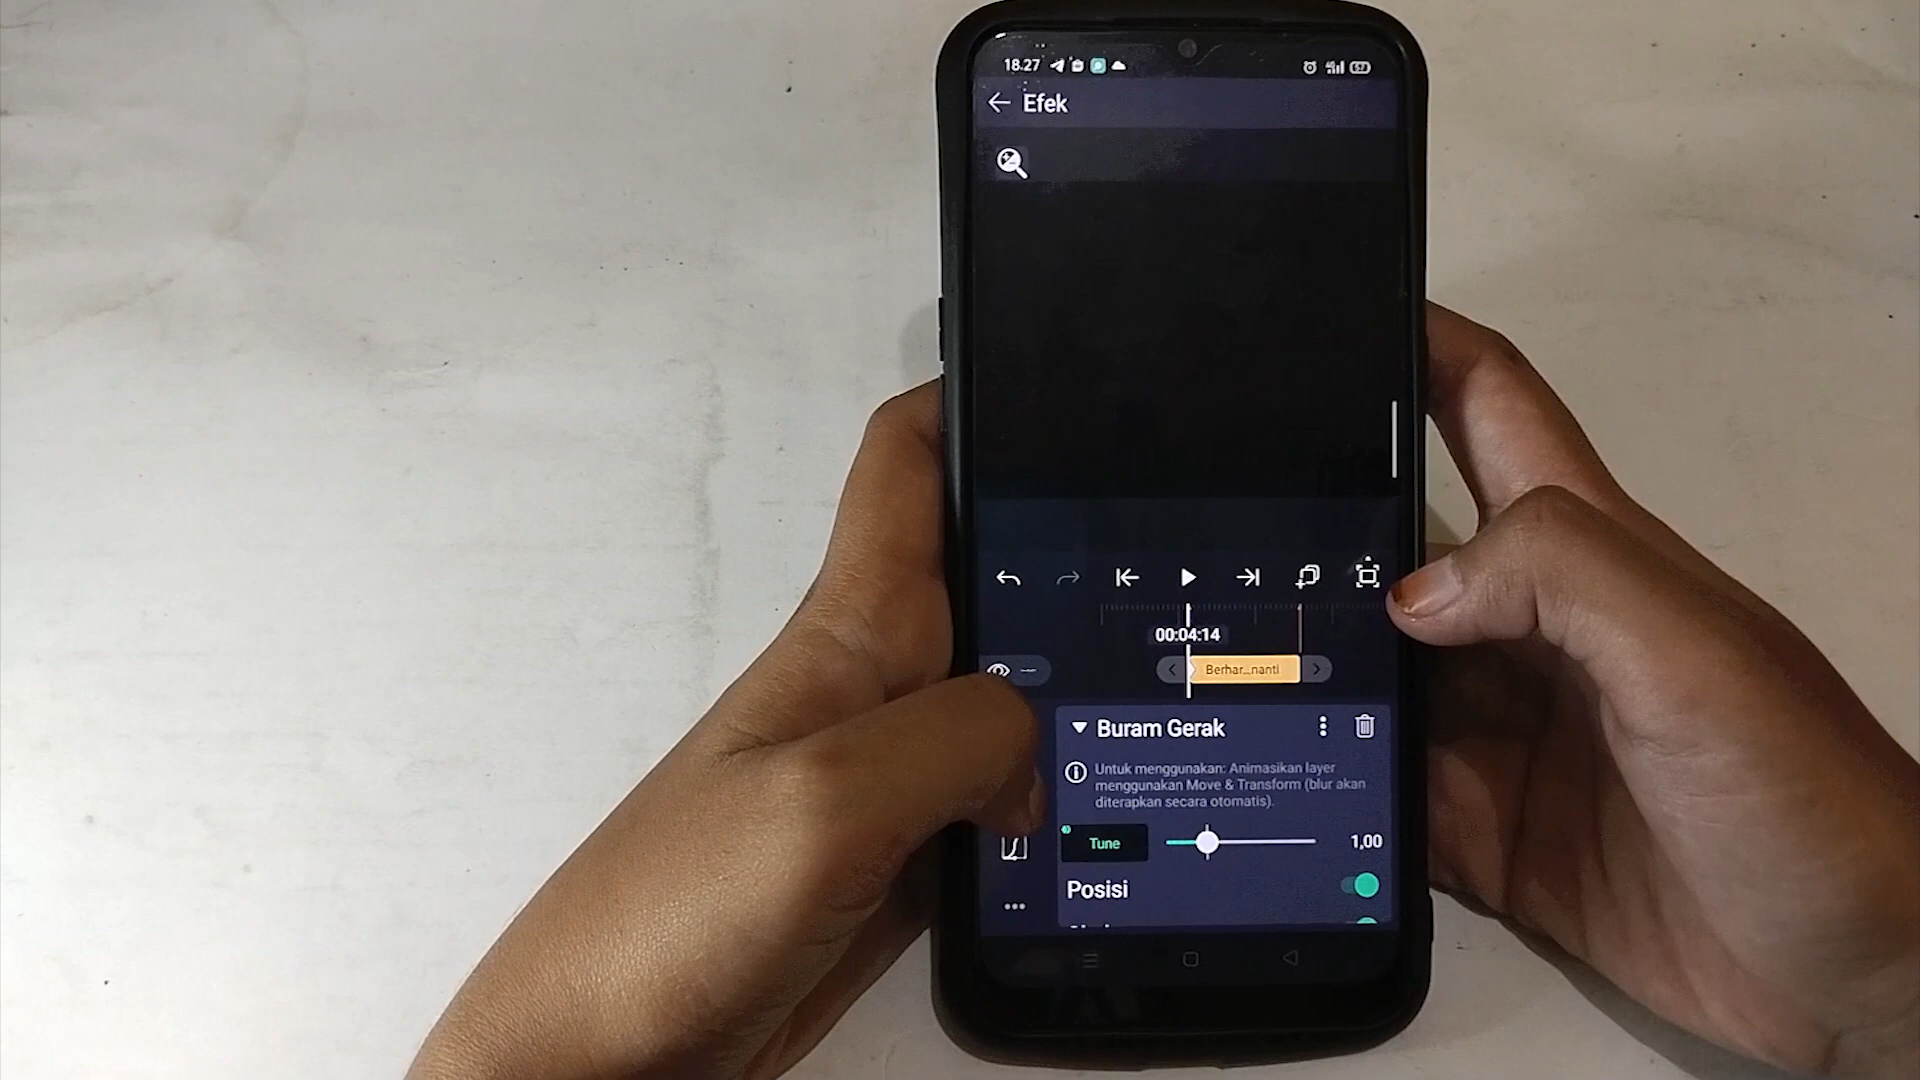 18.27
57
Efek
00:04:14
Berhar...nanti
Buram Gerak
Untuk menggunakan: Animasikan layer
menggunakan Move & Transform (blur akan
diterapkan secara otomatis).
Tune
1,00
Posisi